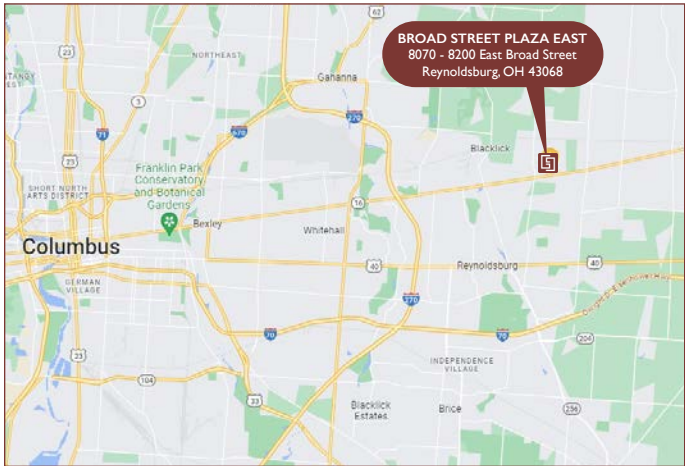 62
BROAD STREET PLAZA EAST
8070 - 8200 East Broad Street
Reynoldsburg, OH 43068
NORTHEAST
Gahanna
3
71
670
270
Blacklick
23
Franklin Park
Conservatory
and Botanical
Gardens
SHORT NORTH
ARTS DISTRICT
16
Bexley
Whitehall
Columbus
40
Reynoldsburg
40
GERMAN
VILLAGE
270
70
70
204
23
INDEPENDENCE
VILLAGE
104
33
Blacklick
Estates
Brice
256